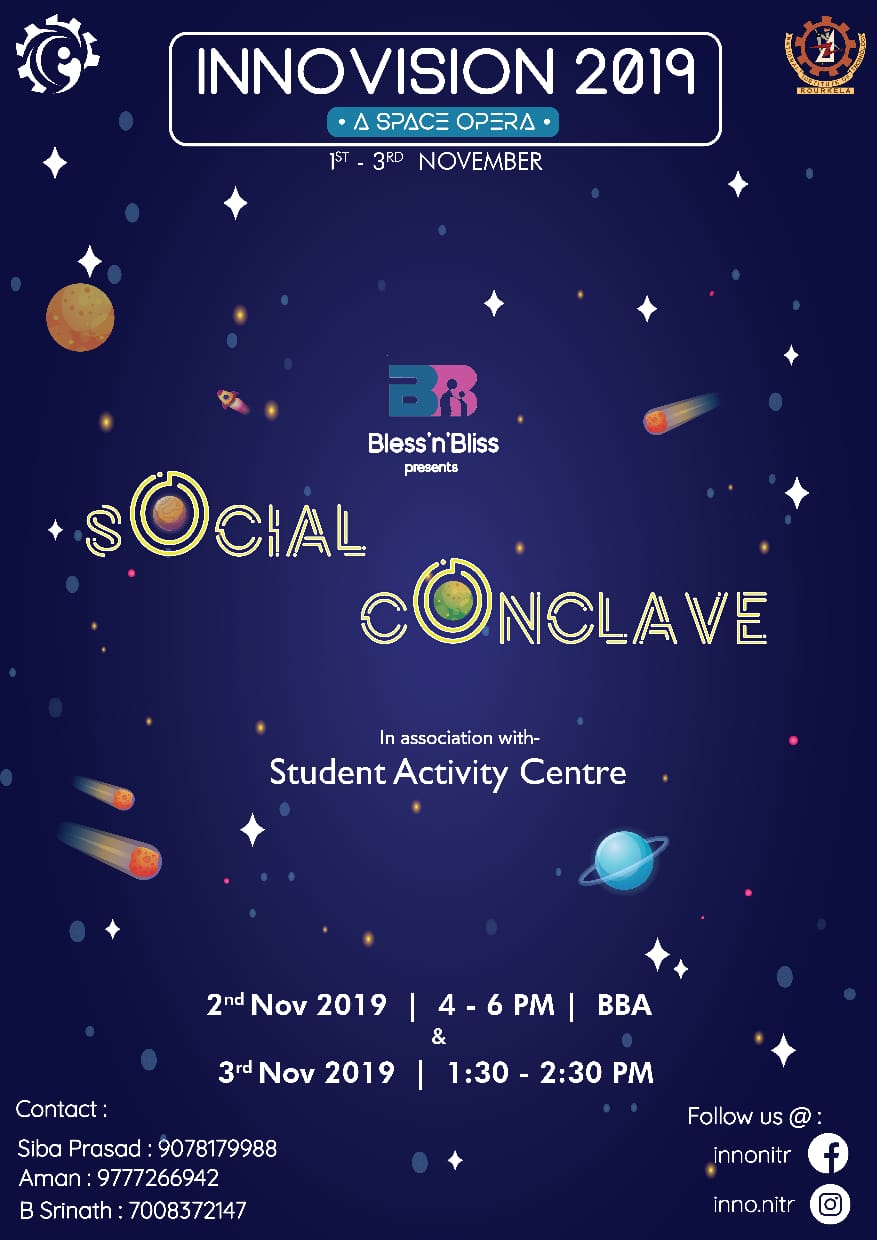 INNOVISION 2019
• A SPACE OPERA •
1ST - 3RD NOVEMBER
ROURKELA
BB
Bless'n'Bliss
presents
SOCIAL
CONCLAVE
In association with-
Student Activity Centre
2nd Nov 2019 | 4 - 6 PM | BBA
&
3rd Nov 2019 | 1:30 - 2:30 PM
Contact :
Siba Prasad : 9078179988
Aman : 9777266942
B Srinath : 7008372147
Follow us @ :
innonitr
inno.nitr